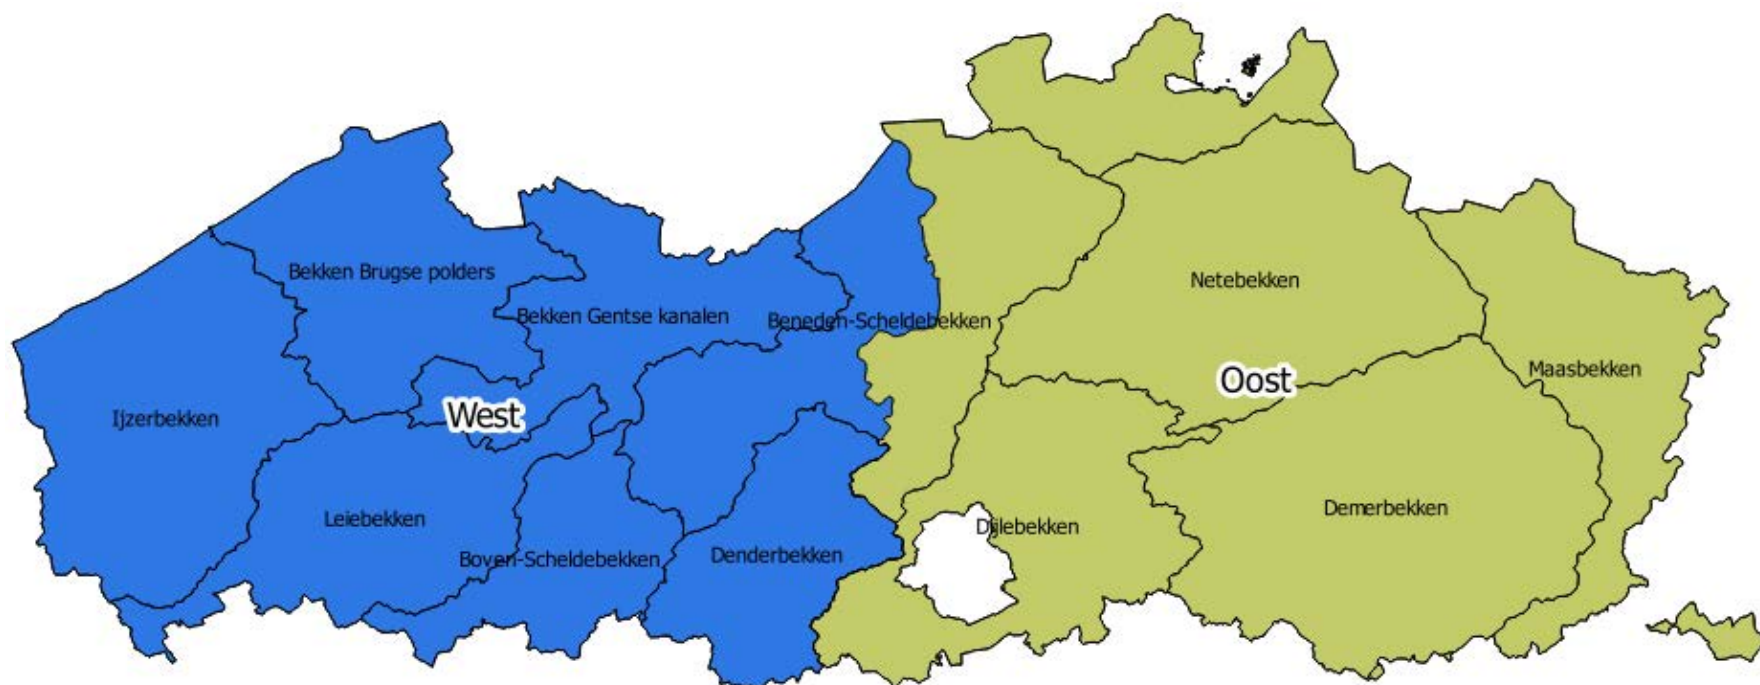 Bekken Brugse polders
Netebekken
Bekken Gentse kanalen
Beneden-Scheldebekken
Maasbekken
Oost
Ijzerbekken
West
Leiebekken
Dijlebekken
Demerbekken
Boven-Scheldebekken
Denderbekken